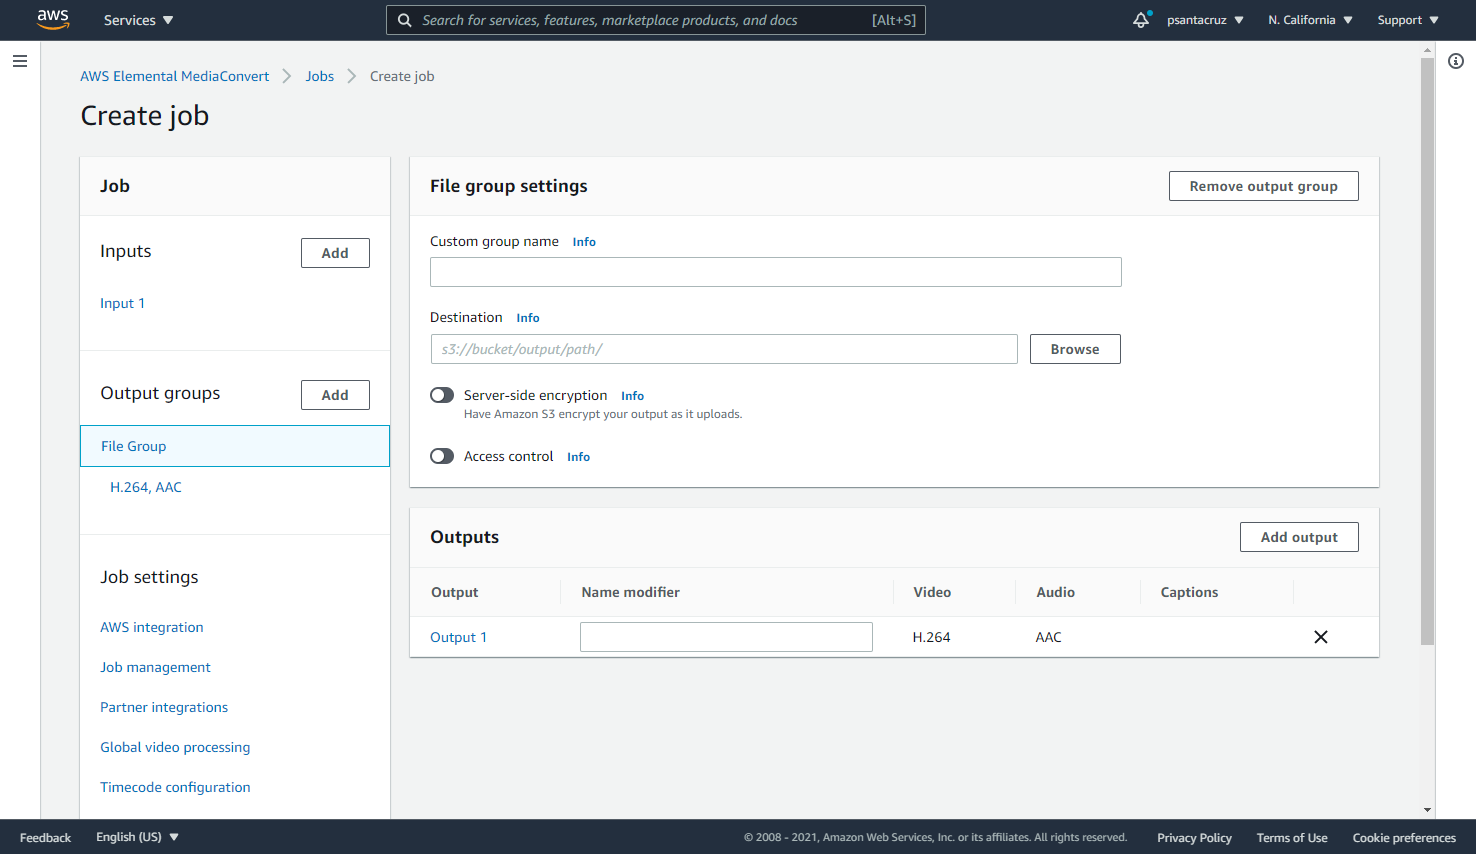 aws Services Search for services, features, marketplace products, and docs [Alt+S] psantacruz N. California Support
AWS Elemental MediaConvert Jobs Create job
Create job
Job
Inputs Add
Input 1
Output groups Add
File Group
H.264, AAC
Job settings
AWS integration
Job management
Partner integrations
Global video processing
Timecode configuration
File group settings Remove output group
Custom group name Info
Destination Info
s3://bucket/output/path/ Browse
Server-side encryption Info
Have Amazon S3 encrypt your output as it uploads.
Access control Info
Outputs Add output
Output Name modifier Video Audio Captions
Output 1 H.264 AAC
Feedback English (US) © 2008 - 2021, Amazon Web Services, Inc. or its affiliates. All rights reserved. Privacy Policy Terms of Use Cookie preferences